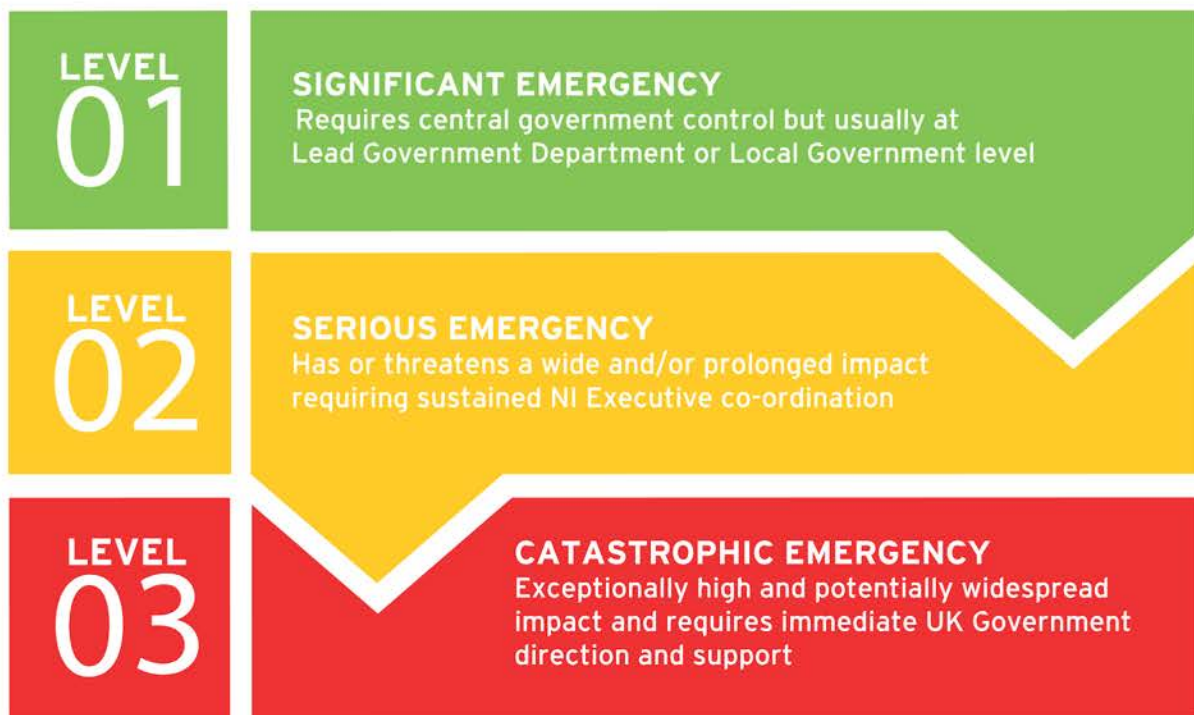 LEVEL
01
SIGNIFICANT EMERGENCY
Requires central government control but usually at
Lead Government Department or Local Government level
LEVEL
02
SERIOUS EMERGENCY
Has or threatens a wide and/or prolonged impact
requiring sustained NI Executive co-ordination
LEVEL
03
CATASTROPHIC EMERGENCY
Exceptionally high and potentially widespread
impact and requires immediate UK Government
direction and support